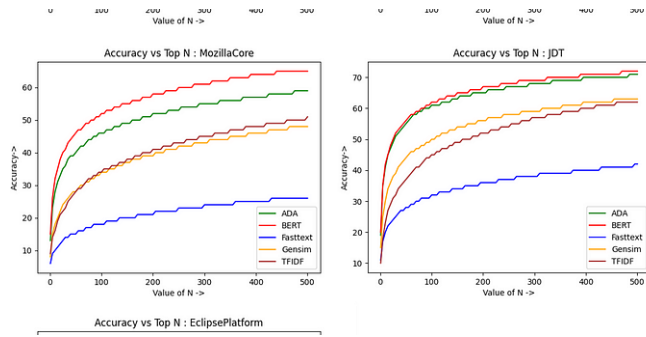 0 100 200 300 400 500
Value of N ->
0 100 200 300 400 500
Value of N ->
Accuracy vs Top N : MozillaCore
Accuracy->
60
50
40
30
20
10
ADA
BERT
Fasttext
Gensim
TFIDF
0 100 200 300 400 500
Value of N ->
Accuracy vs Top N : JDT
Accuracy->
70
60
50
40
30
20
10
ADA
BERT
Fasttext
Gensim
TFIDF
0 100 200 300 400 500
Value of N ->
Accuracy vs Top N : EclipsePlatform